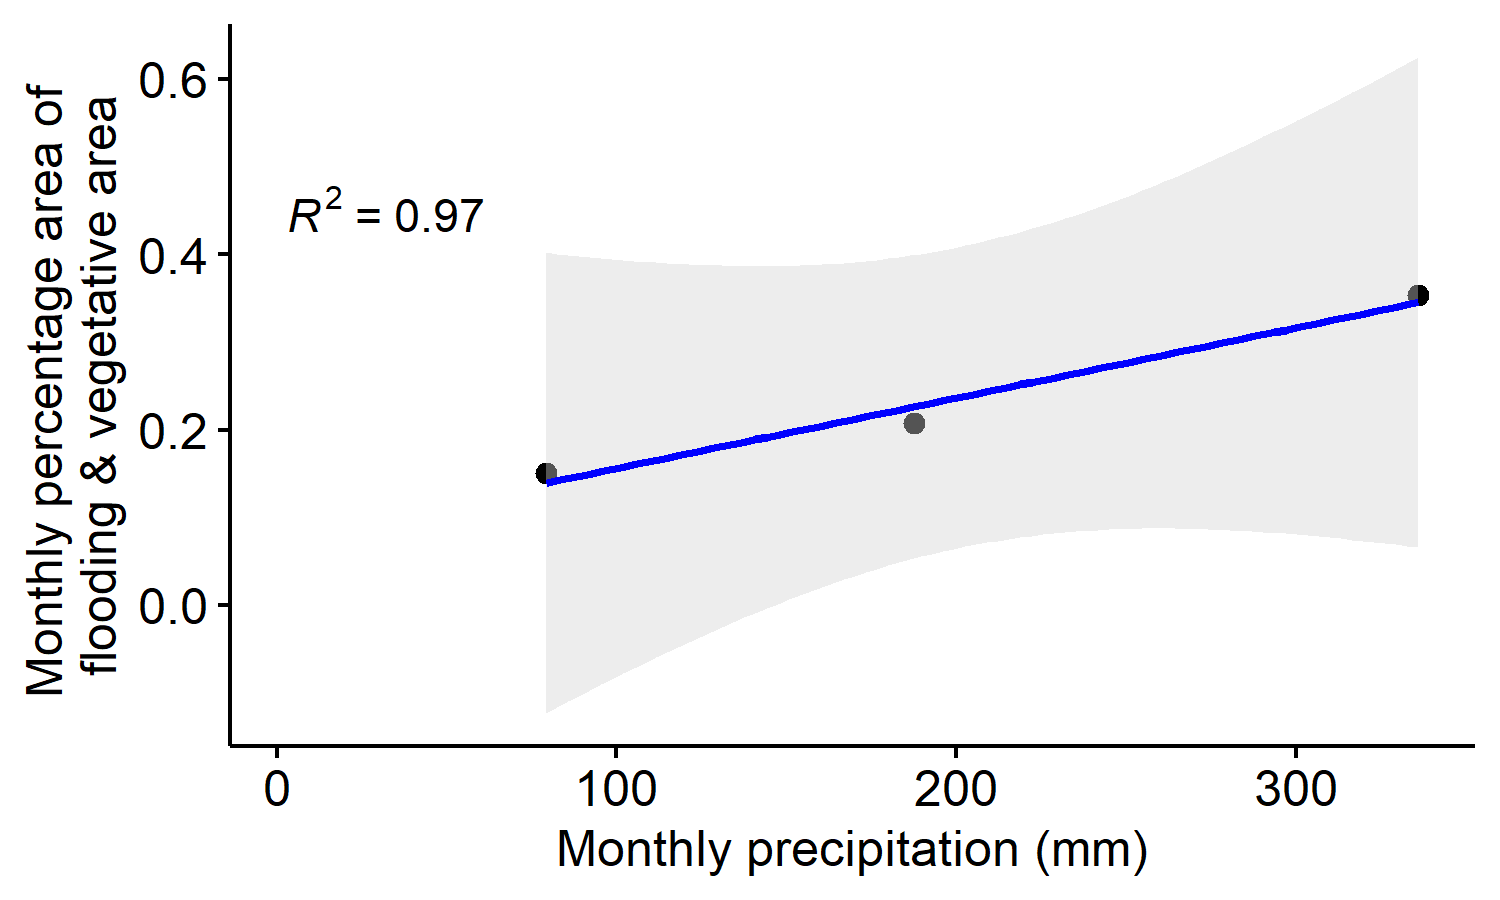 Monthly percentage area of
flooding & vegetative area
0.6
0.4
0.2
0.0
R² = 0.97
0 100 200 300
Monthly precipitation (mm)